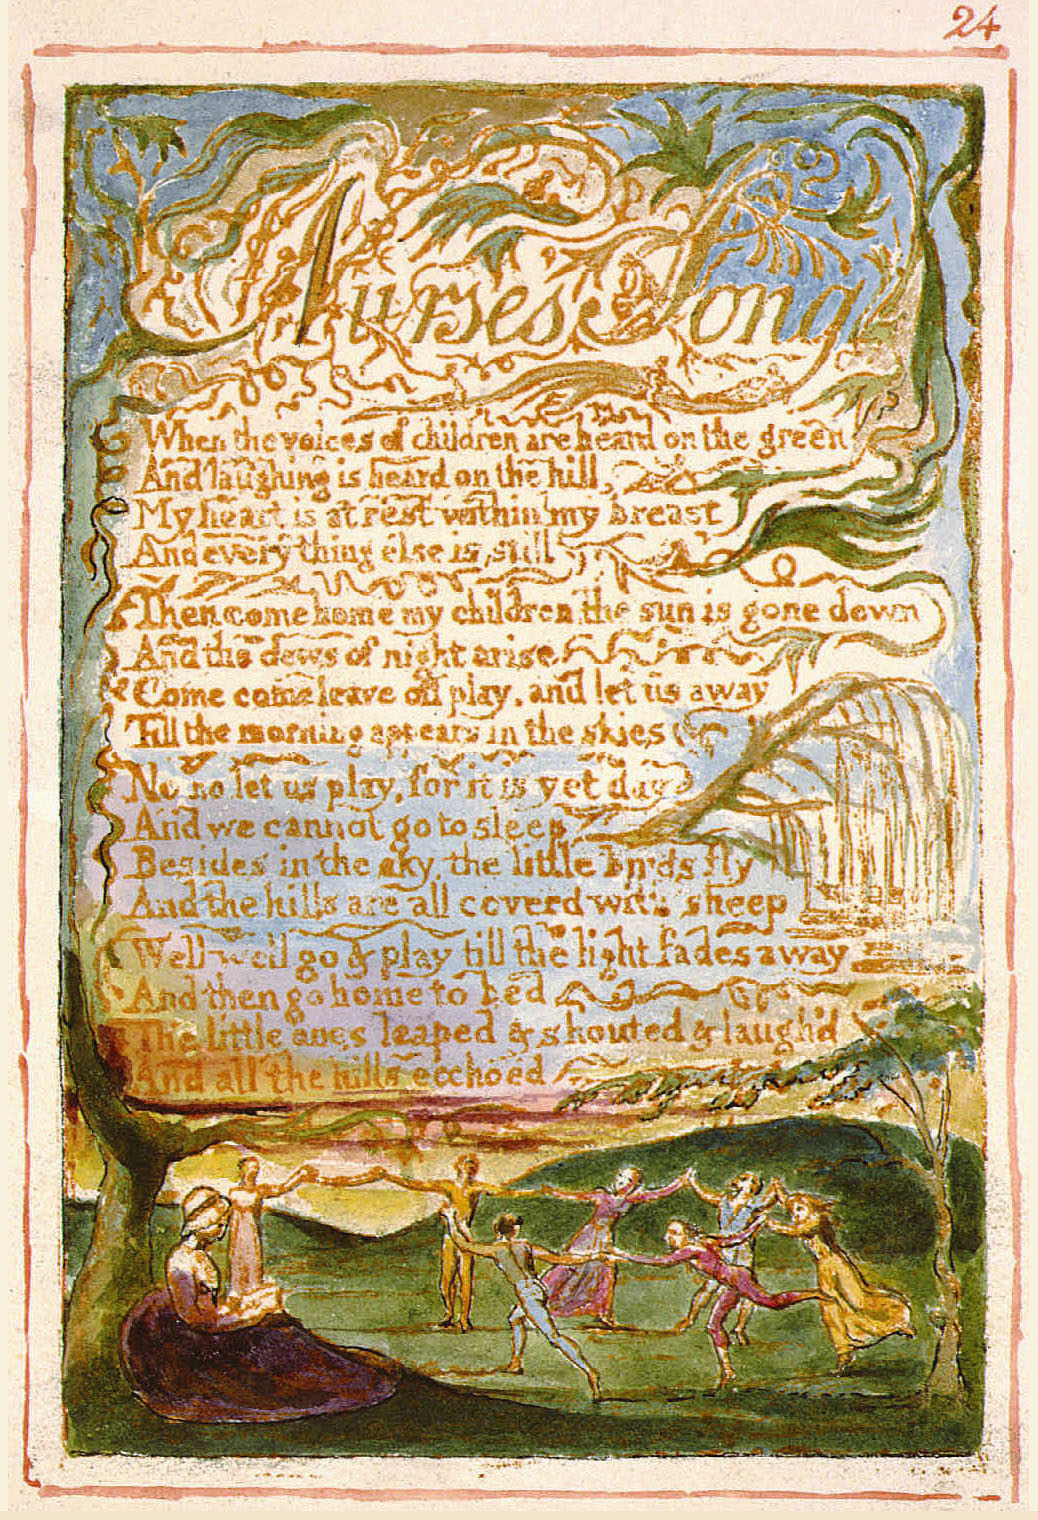 24
Nurse's Song
When the voices of children are heard on the green
And laughing is heard on the hill,
My heart is at rest within my breast
And every thing else is still
Then come home my children the sun is gone down
And the dews of night arise
Come come leave off play, and let us away
Till the morning appears in the skies
No no let us play, for it is yet day
And we cannot go to sleep
Besides in the sky, the little birds fly
And the hills are all coverd with sheep
Well well go & play till the light fades away
And then go home to bed
The little ones leaped & shouted & laugh'd
And all the hills ecchoed